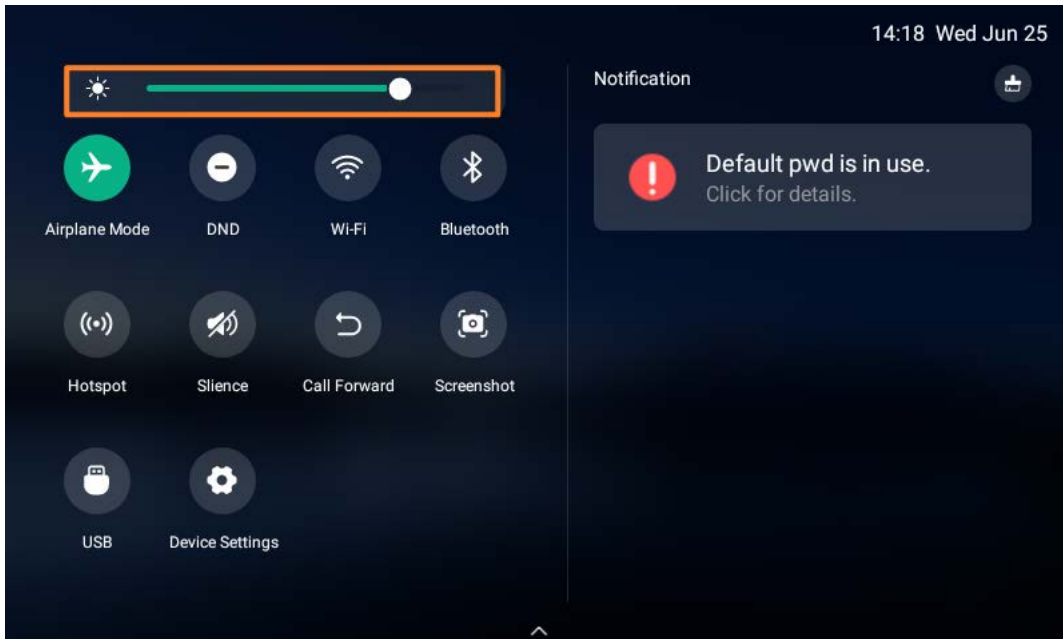 14:18 Wed Jun 25
Notification
Default pwd is in use.
Click for details.
Airplane Mode
DND
Wi-Fi
Bluetooth
Hotspot
Slience
Call Forward
Screenshot
USB
Device Settings